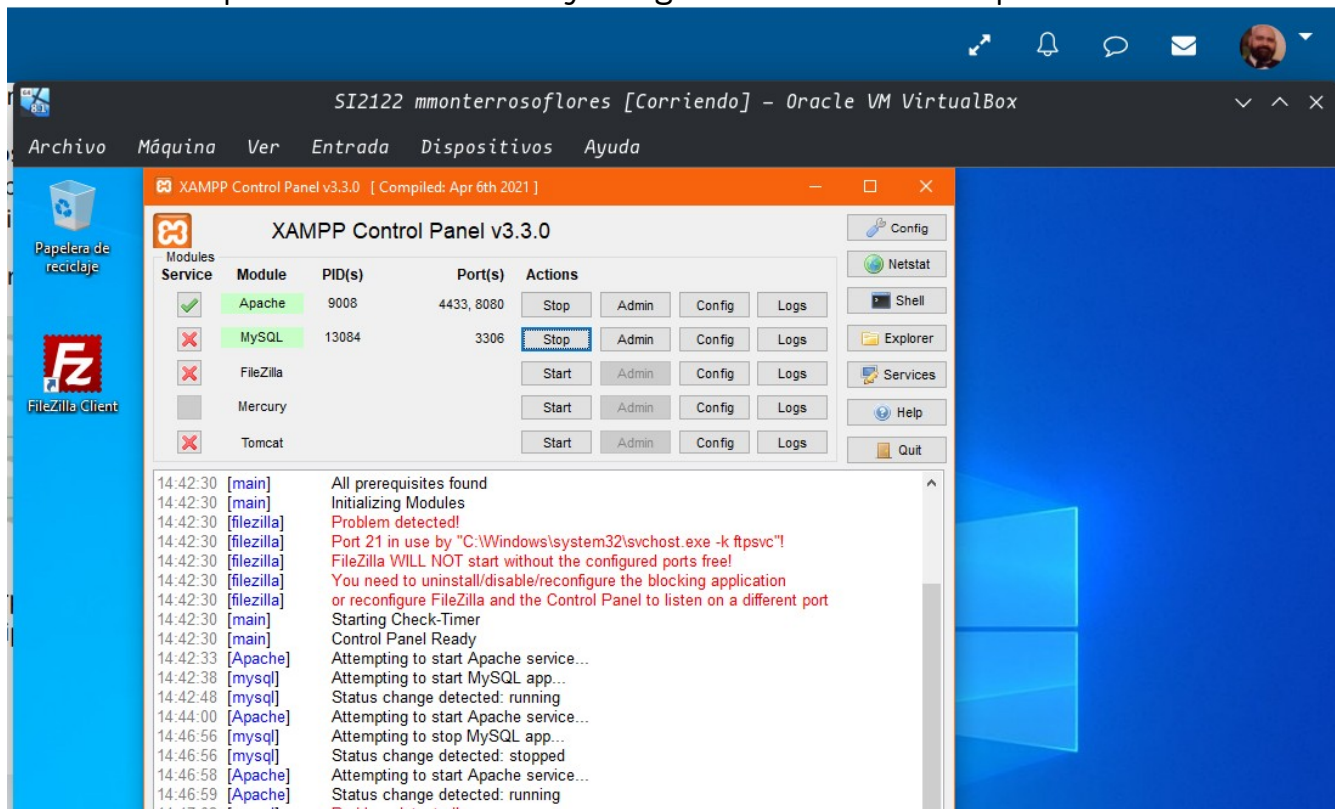 SI2122 mmonterrosoflores [Corriendo] – Oracle VM VirtualBox
Archivo Máquina Ver Entrada Dispositivos Ayuda
Papelera de
reciclaje
FileZilla Client
XAMPP Control Panel v3.3.0 [ Compiled: Apr 6th 2021 ]
XAMPP Control Panel v3.3.0
Modules
Service Module PID(s) Port(s) Actions
Apache 9008 4433, 8080 Stop Admin Config Logs
MySQL 13084 3306 Stop Admin Config Logs
FileZilla Start Admin Config Logs
Mercury Start Admin Config Logs
Tomcat Start Admin Config Logs
Config
Netstat
Shell
Explorer
Services
Help
Quit
14:42:30 [main] All prerequisites found
14:42:30 [main] Initializing Modules
14:42:30 [filezilla] Problem detected!
14:42:30 [filezilla] Port 21 in use by "C:\Windows\system32\svchost.exe -k ftpsvc"!
14:42:30 [filezilla] FileZilla WILL NOT start without the configured ports free!
14:42:30 [filezilla] You need to uninstall/disable/reconfigure the blocking application
14:42:30 [filezilla] or reconfigure FileZilla and the Control Panel to listen on a different port
14:42:30 [main] Starting Check-Timer
14:42:30 [main] Control Panel Ready
14:42:33 [Apache] Attempting to start Apache service...
14:42:38 [mysql] Attempting to start MySQL app...
14:42:48 [mysql] Status change detected: running
14:44:00 [Apache] Attempting to start Apache service...
14:46:56 [mysql] Attempting to stop MySQL app...
14:46:56 [mysql] Status change detected: stopped
14:46:58 [Apache] Attempting to start Apache service...
14:46:59 [Apache] Status change detected: running